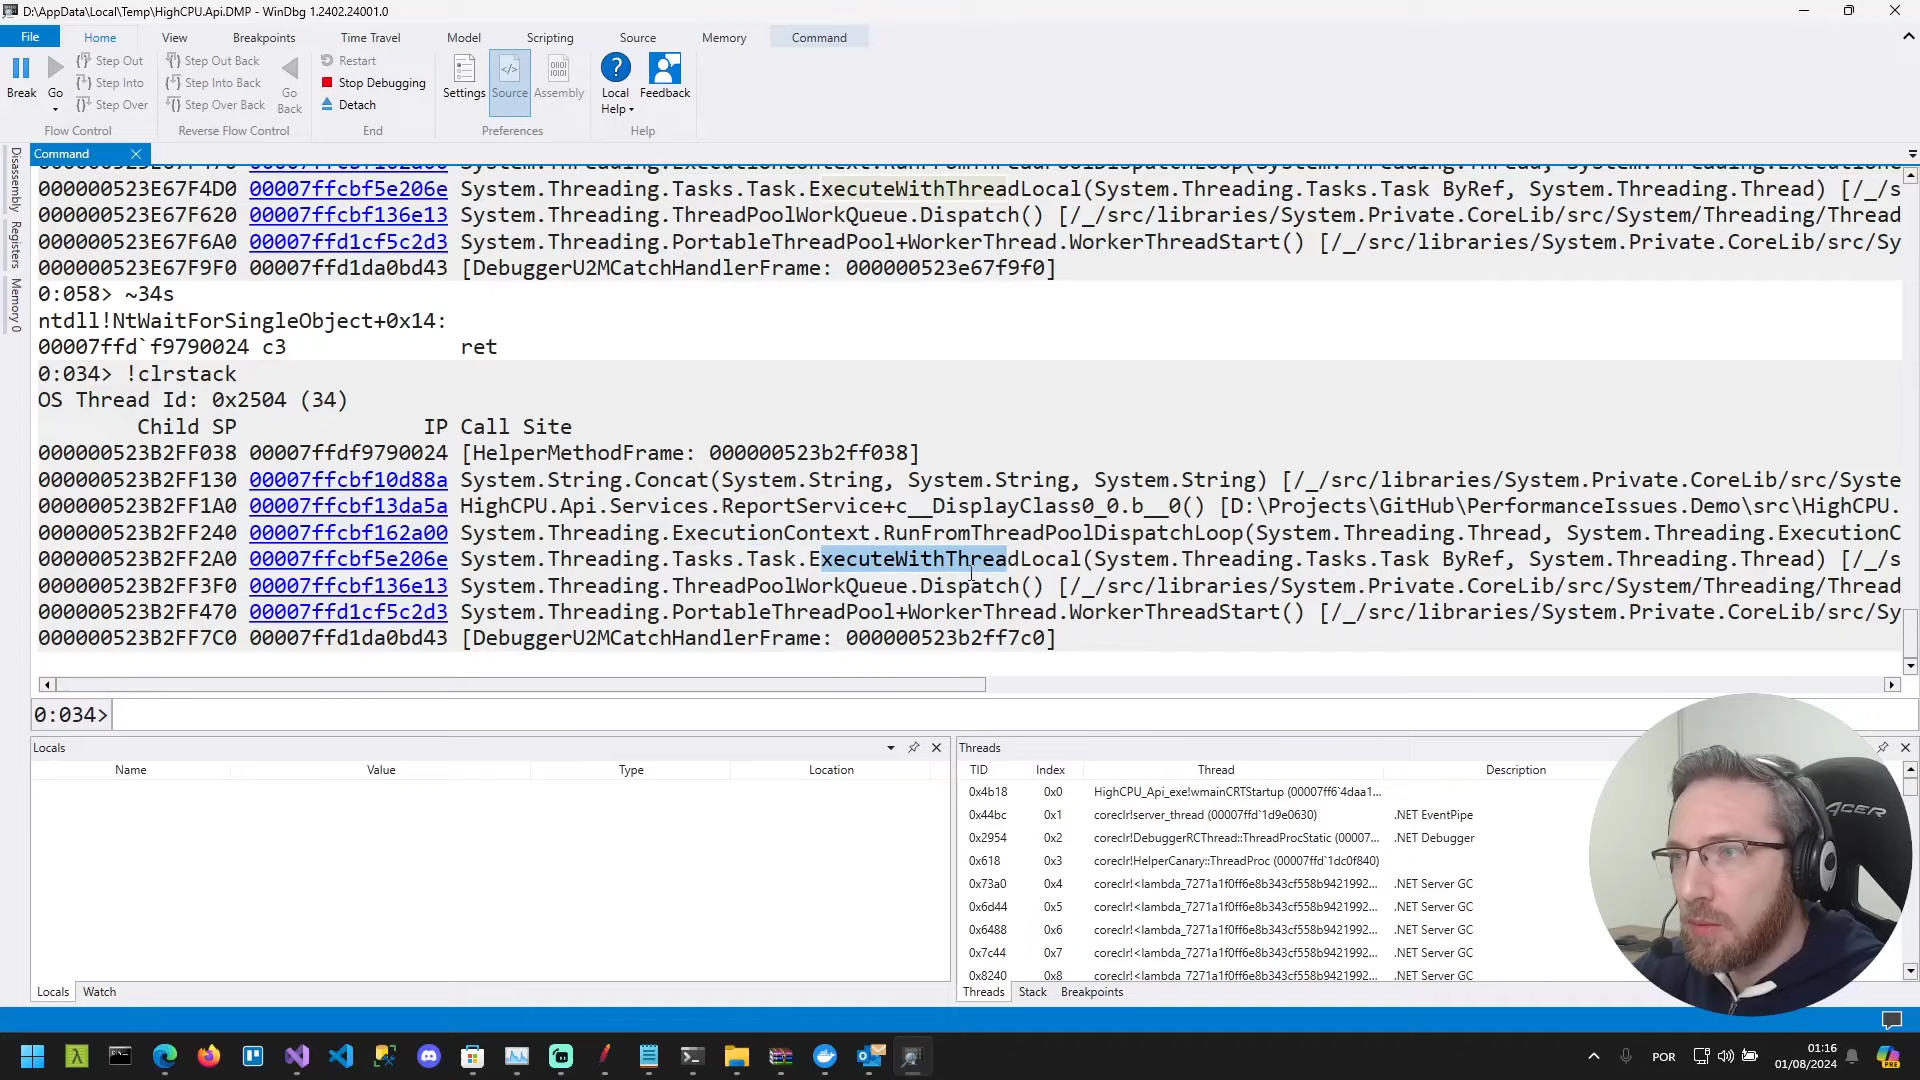 D:\AppData\Local\Temp\HighCPU.Api.DMP - WinDbg 1.2402.24001.0
File Home View Breakpoints Time Travel Model Scripting Source Memory Command
Break
Go
Step Out
Step Into
Step Over
Flow Control
Step Out Back
Step Into Back
Step Over Back
Go Back
Reverse Flow Control
Restart
Stop Debugging
Detach
End
Settings Source Assembly
Preferences
Local Help
Feedback
Help
Disassembly
Registers
Memory 0
Command
000000523E67F4D0 00007ffcbf5e206e System.Threading.Tasks.Task.ExecuteWithThreadLocal(System.Threading.Tasks.Task ByRef, System.Threading.Thread) [/_/s
000000523E67F620 00007ffcbf136e13 System.Threading.ThreadPoolWorkQueue.Dispatch() [/_/src/libraries/System.Private.CoreLib/src/System/Threading/Thread
000000523E67F6A0 00007ffd1cf5c2d3 System.Threading.PortableThreadPool+WorkerThread.WorkerThreadStart() [/_/src/libraries/System.Private.CoreLib/src/Sy
000000523E67F9F0 00007ffd1da0bd43 [DebuggerU2MCatchHandlerFrame: 000000523e67f9f0]
0:058> ~34s
ntdll!NtWaitForSingleObject+0x14:
00007ffd`f9790024 c3 ret
0:034> !clrstack
OS Thread Id: 0x2504 (34)
Child SP IP Call Site
000000523B2FF038 00007ffdf9790024 [HelperMethodFrame: 000000523b2ff038]
000000523B2FF130 00007ffcbf10d88a System.String.Concat(System.String, System.String, System.String) [/_/src/libraries/System.Private.CoreLib/src/Syste
000000523B2FF1A0 00007ffcbf13da5a HighCPU.Api.Services.ReportService+c__DisplayClass0_0.b__0() [D:\Projects\GitHub\PerformanceIssues.Demo\src\HighCPU.
000000523B2FF240 00007ffcbf162a00 System.Threading.ExecutionContext.RunFromThreadPoolDispatchLoop(System.Threading.Thread, System.Threading.ExecutionC
000000523B2FF2A0 00007ffcbf5e206e System.Threading.Tasks.Task.ExecuteWithThreadLocal(System.Threading.Tasks.Task ByRef, System.Threading.Thread) [/_/s
000000523B2FF3F0 00007ffcbf136e13 System.Threading.ThreadPoolWorkQueue.Dispatch() [/_/src/libraries/System.Private.CoreLib/src/System/Threading/Thread
000000523B2FF470 00007ffd1cf5c2d3 System.Threading.PortableThreadPool+WorkerThread.WorkerThreadStart() [/_/src/libraries/System.Private.CoreLib/src/Sy
000000523B2FF7C0 00007ffd1da0bd43 [DebuggerU2MCatchHandlerFrame: 000000523b2ff7c0]
0:034>
Locals
Name Value Type Location
Locals Watch
Threads
TID Index Thread Description
0x4b18 0x0 HighCPU_Api_exe!wmainCRTStartup (00007ff6`4daa1...
0x44bc 0x1 coreclr!server_thread (00007ffd`1d9e0630) .NET EventPipe
0x2954 0x2 coreclr!DebuggerRCThread::ThreadProcStatic (00007... .NET Debugger
0x618 0x3 coreclr!HelperCanary::ThreadProc (00007ffd`1dc0f840)
0x73a0 0x4 coreclr!<lambda_7271a1f0ff6e8b343cf558b9421992... .NET Server GC
0x6d44 0x5 coreclr!<lambda_7271a1f0ff6e8b343cf558b9421992... .NET Server GC
0x6488 0x6 coreclr!<lambda_7271a1f0ff6e8b343cf558b9421992... .NET Server GC
0x7c44 0x7 coreclr!<lambda_7271a1f0ff6e8b343cf558b9421992... .NET Server GC
0x8240 0x8 coreclr!<lambda_7271a1f0ff6e8b343cf558b9421992... .NET Server GC
Threads Stack Breakpoints
acer
POR
01:16
01/08/2024